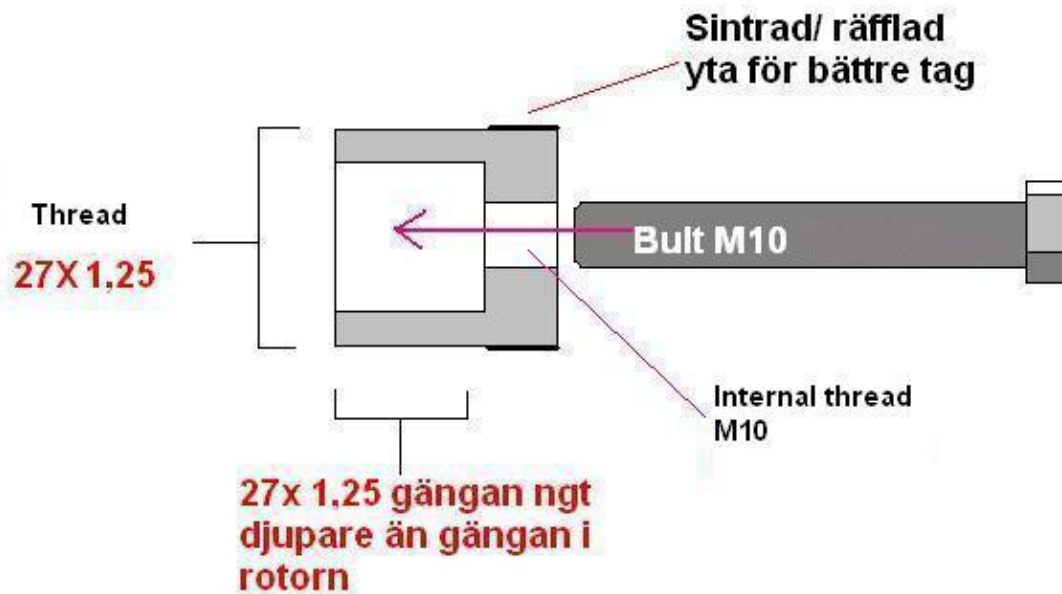 Sintrad/ räfflad
yta för bättre tag
Thread
27X 1,25
Bult M10
Internal thread
M10
27x 1,25 gängan ngt
djupare än gängan i
rotorn